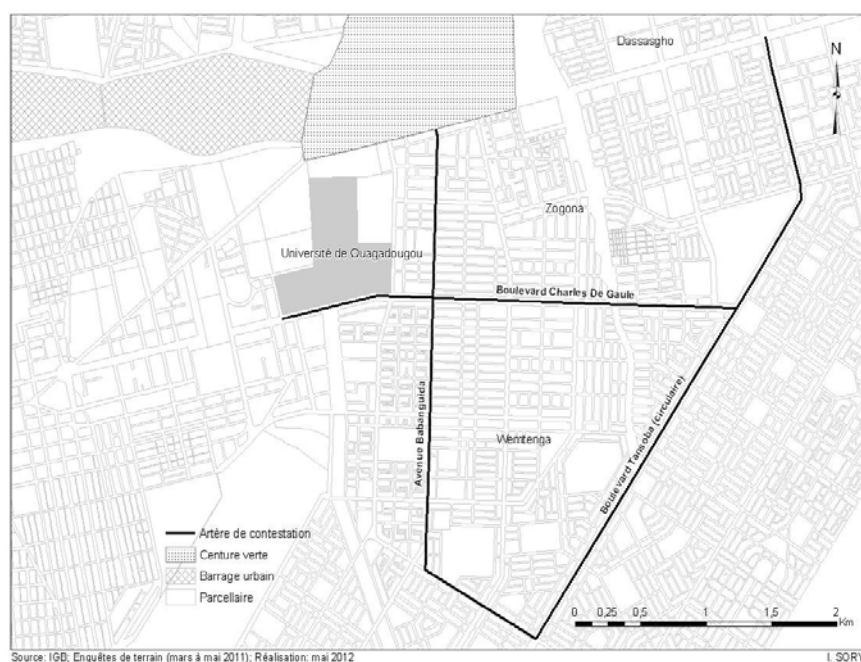 Dassasgho
N
Zogona
Université de Ouagadougou
Boulevard Charles De Gaule
Avenue Babanguida
Wemtenga
Boulevard Tansoba (circulaire)
Artère de contestation
Centure verte
Barrage urbain
Parcellaire
0 0,25 0,5 1 1,5 2
Km
Source: IGB; Enquêtes de terrain (mars à mai 2011); Réalisation: mai 2012
I. SORY